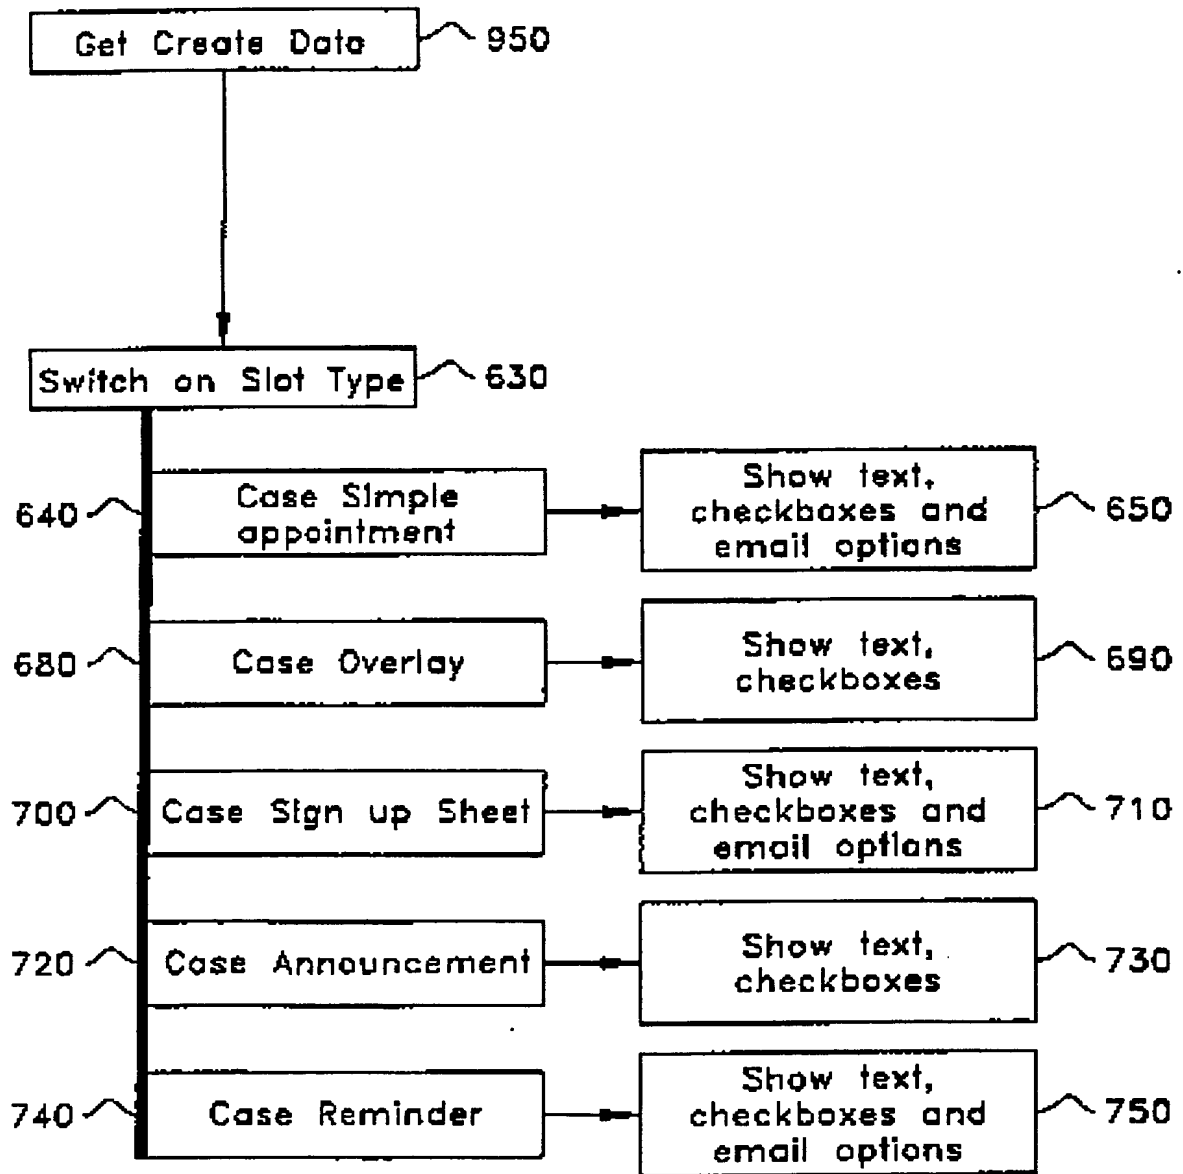 Get Create Data
950
Switch on Slot Type
630
640
Case Simple
appointment
Show text,
checkboxes and
email options
650
680
Case Overlay
Show text,
checkboxes
690
700
Case Sign up Sheet
Show text,
checkboxes and
email options
710
720
Case Announcement
Show text,
checkboxes
730
740
Case Reminder
Show text,
checkboxes and
email options
750